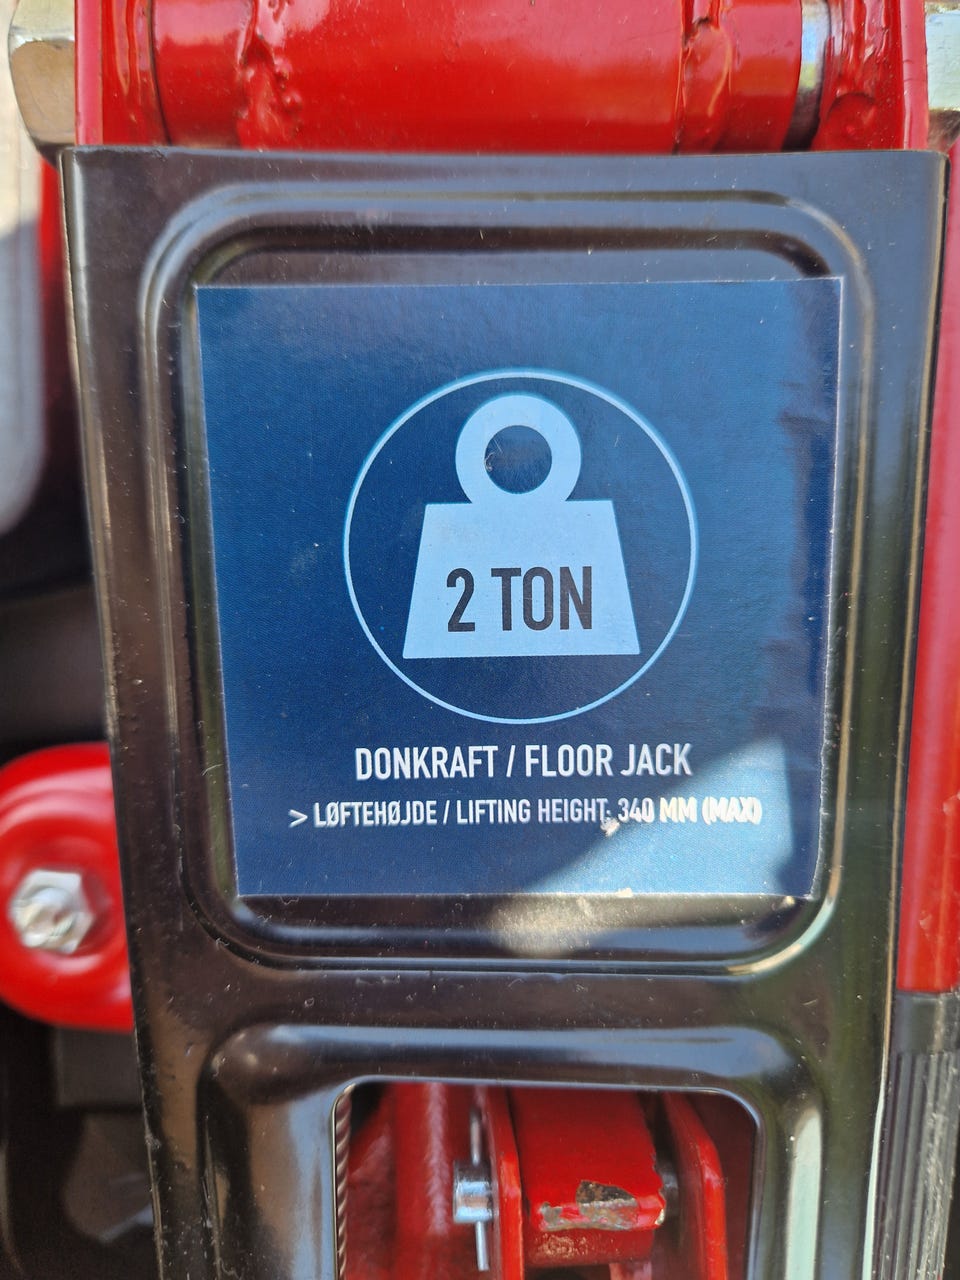 2 TON
DONKRAFT / FLOOR JACK
> LØFTEHØJDE / LIFTING HEIGHT: 340 MM (MAX)